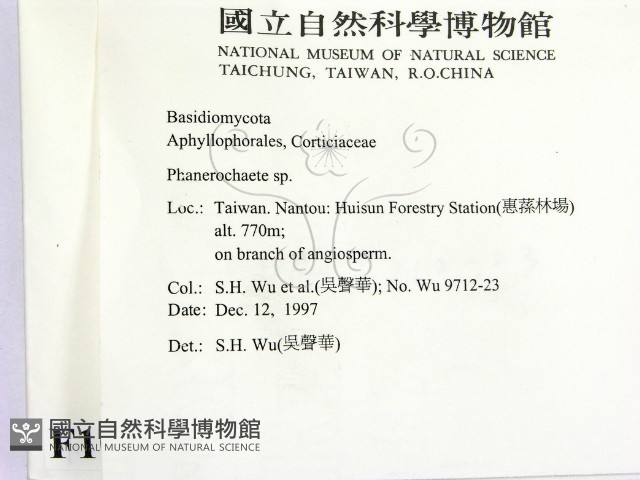 國立自然科學博物館
NATIONAL MUSEUM OF NATURAL SCIENCE
TAICHUNG, TAIWAN, R.O.CHINA
Basidiomycota
Aphyllophorales, Corticiaceae
Phanerochaete sp.
Loc.: Taiwan. Nantou: Huisun Forestry Station(惠蓀林場)
alt. 770m;
on branch of angiosperm.
Col.: S.H. Wu et al.(吳聲華); No. Wu 9712-23
Date: Dec. 12, 1997
Det.: S.H. Wu(吳聲華)
國立自然科學博物館
NATIONAL MUSEUM OF NATURAL SCIENCE
F1